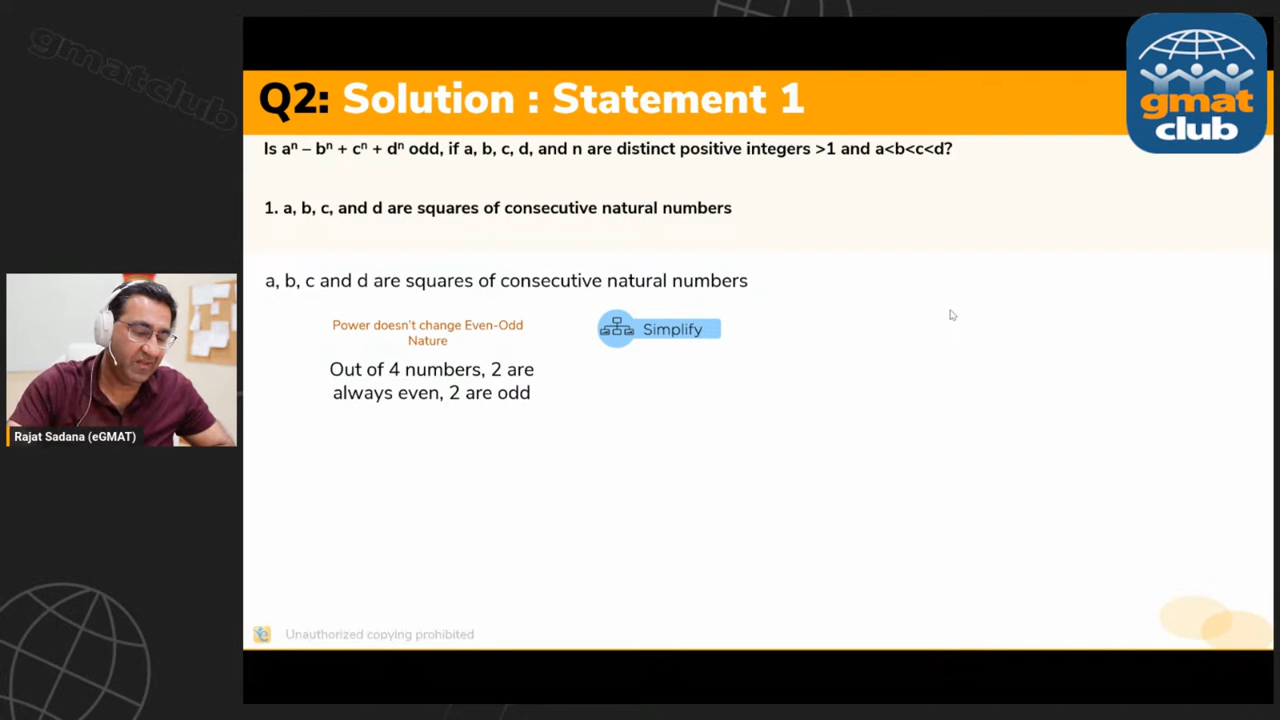 gmatclub
gmat
club
Q2: Solution : Statement 1
Is aⁿ – bⁿ + cⁿ + dⁿ odd, if a, b, c, d, and n are distinct positive integers >1 and a<b<c<d?
1. a, b, c, and d are squares of consecutive natural numbers
a, b, c and d are squares of consecutive natural numbers
Power doesn't change Even-Odd
Nature
Simplify
Out of 4 numbers, 2 are
always even, 2 are odd
Rajat Sadana (eGMAT)
Unauthorized copying prohibited